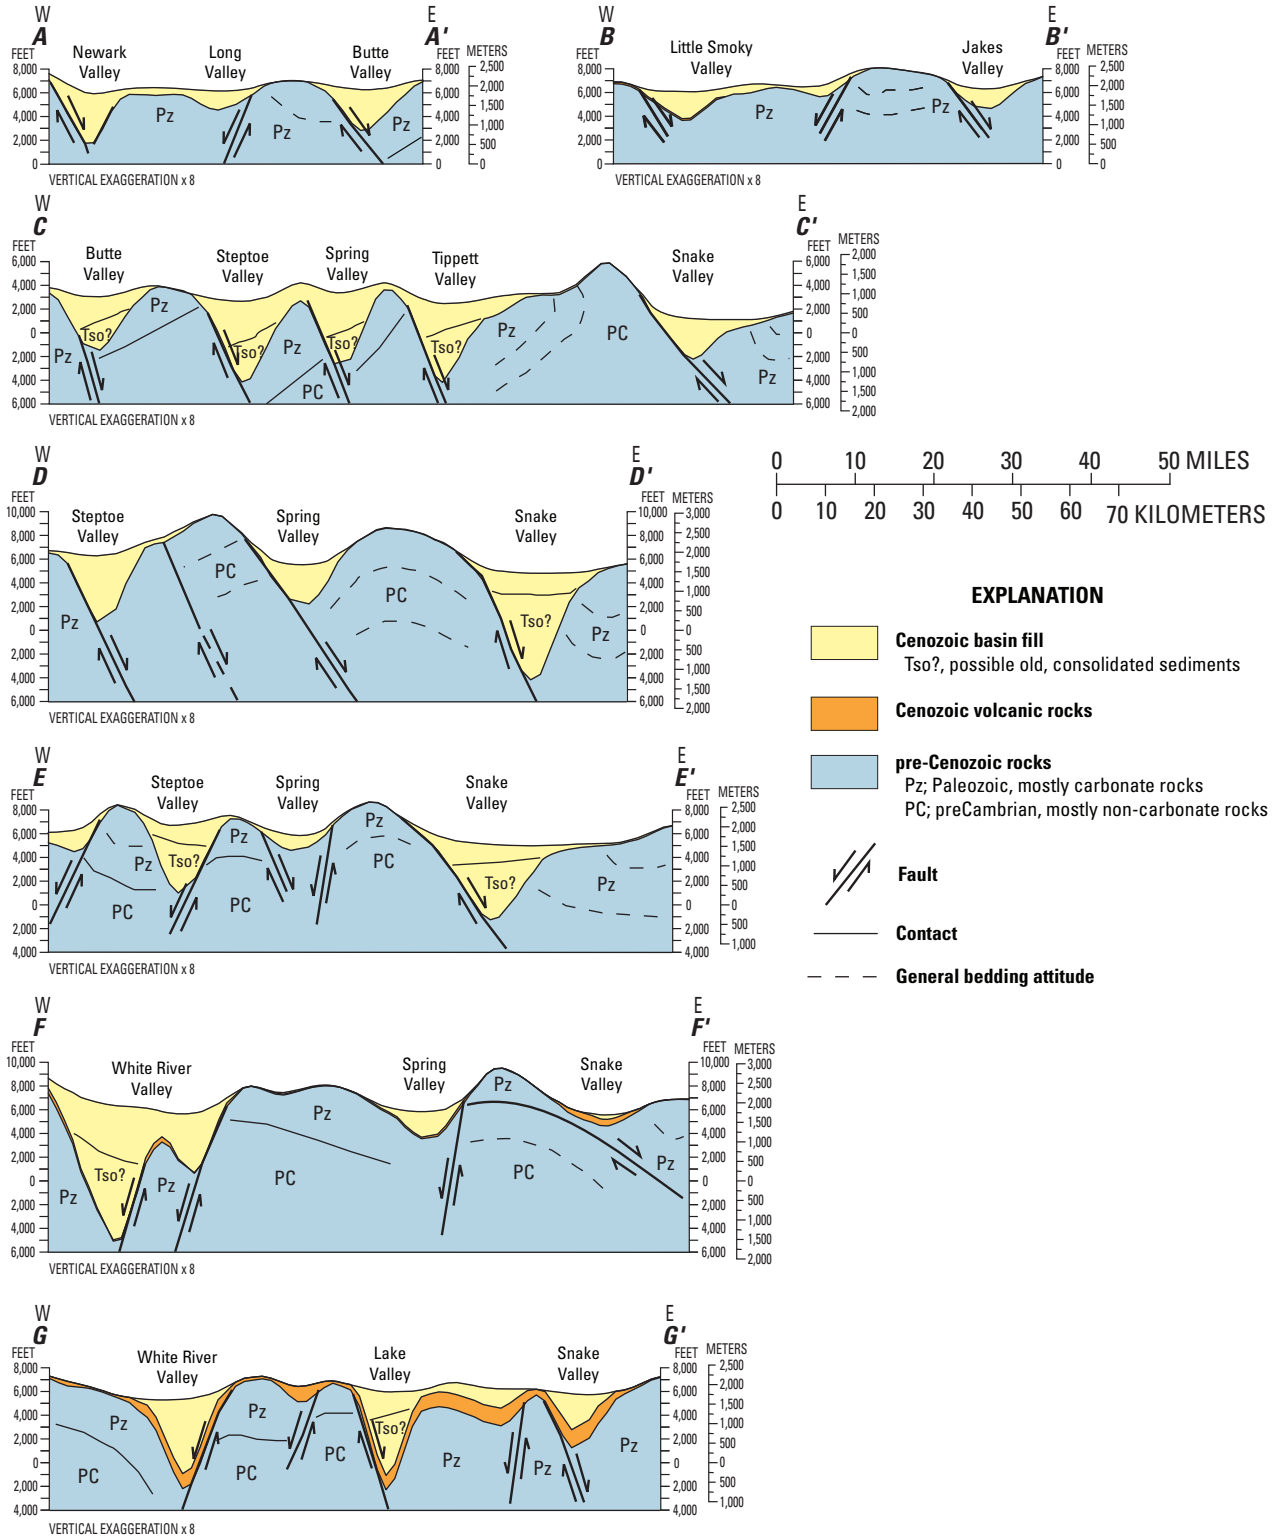 W
A
E
A'
FEET
FEET
METERS
Newark
Valley
Long
Valley
Butte
Valley
8,000
6,000
4,000
2,000
0
8,000
6,000
4,000
2,000
0
2,500
2,000
1,500
1,000
500
0
Pz
Pz
Pz
VERTICAL EXAGGERATION x 8
W
B
E
B'
FEET
FEET
METERS
Little Smoky
Valley
Jakes
Valley
8,000
6,000
4,000
2,000
0
8,000
6,000
4,000
2,000
0
2,500
2,000
1,500
1,000
500
0
Pz
Pz
VERTICAL EXAGGERATION x 8
W
C
E
C'
FEET
FEET
METERS
Butte
Valley
Steptoe
Valley
Spring
Valley
Tippett
Valley
Snake
Valley
6,000
4,000
2,000
0
2,000
4,000
6,000
6,000
4,000
2,000
0
2,000
4,000
6,000
2,000
1,500
1,000
500
0
500
1,000
1,500
2,000
Pz
Tso?
Pz
Tso?
Pz
PC
Tso?
Tso?
Pz
PC
Pz
VERTICAL EXAGGERATION x 8
W
D
E
D'
FEET
FEET
METERS
Steptoe
Valley
Spring
Valley
Snake
Valley
10,000
8,000
6,000
4,000
2,000
0
2,000
4,000
6,000
10,000
8,000
6,000
4,000
2,000
0
2,000
4,000
6,000
3,000
2,500
2,000
1,500
1,000
500
0
500
1,000
1,500
2,000
Pz
PC
PC
Tso?
Pz
VERTICAL EXAGGERATION x 8
0 10 20 30 40 50 MILES
0 10 20 30 40 50 60 70 KILOMETERS
EXPLANATION
Cenozoic basin fill
Tso?, possible old, consolidated sediments
Cenozoic volcanic rocks
pre-Cenozoic rocks
Pz; Paleozoic, mostly carbonate rocks
PC; preCambrian, mostly non-carbonate rocks
Fault
Contact
General bedding attitude
W
E
E
E'
FEET
FEET
METERS
Steptoe
Valley
Spring
Valley
Snake
Valley
8,000
6,000
4,000
2,000
0
2,000
4,000
8,000
6,000
4,000
2,000
0
2,000
4,000
2,500
2,000
1,500
1,000
500
0
500
1,000
Pz
PC
Tso?
Pz
PC
Pz
PC
Tso?
Pz
VERTICAL EXAGGERATION x 8
W
F
E
F'
FEET
FEET
METERS
White River
Valley
Spring
Valley
Snake
Valley
10,000
8,000
6,000
4,000
2,000
0
2,000
4,000
6,000
10,000
8,000
6,000
4,000
2,000
0
2,000
4,000
6,000
3,000
2,500
2,000
1,500
1,000
500
0
500
1,000
1,500
2,000
Pz
Tso?
Pz
Pz
PC
Pz
PC
Pz
VERTICAL EXAGGERATION x 8
W
G
E
G'
FEET
FEET
METERS
White River
Valley
Lake
Valley
Snake
Valley
8,000
6,000
4,000
2,000
0
2,000
4,000
8,000
6,000
4,000
2,000
0
2,000
4,000
2,500
2,000
1,500
1,000
500
0
500
1,000
Pz
PC
Pz
PC
PC
Tso?
Pz
Pz
Pz
VERTICAL EXAGGERATION x 8